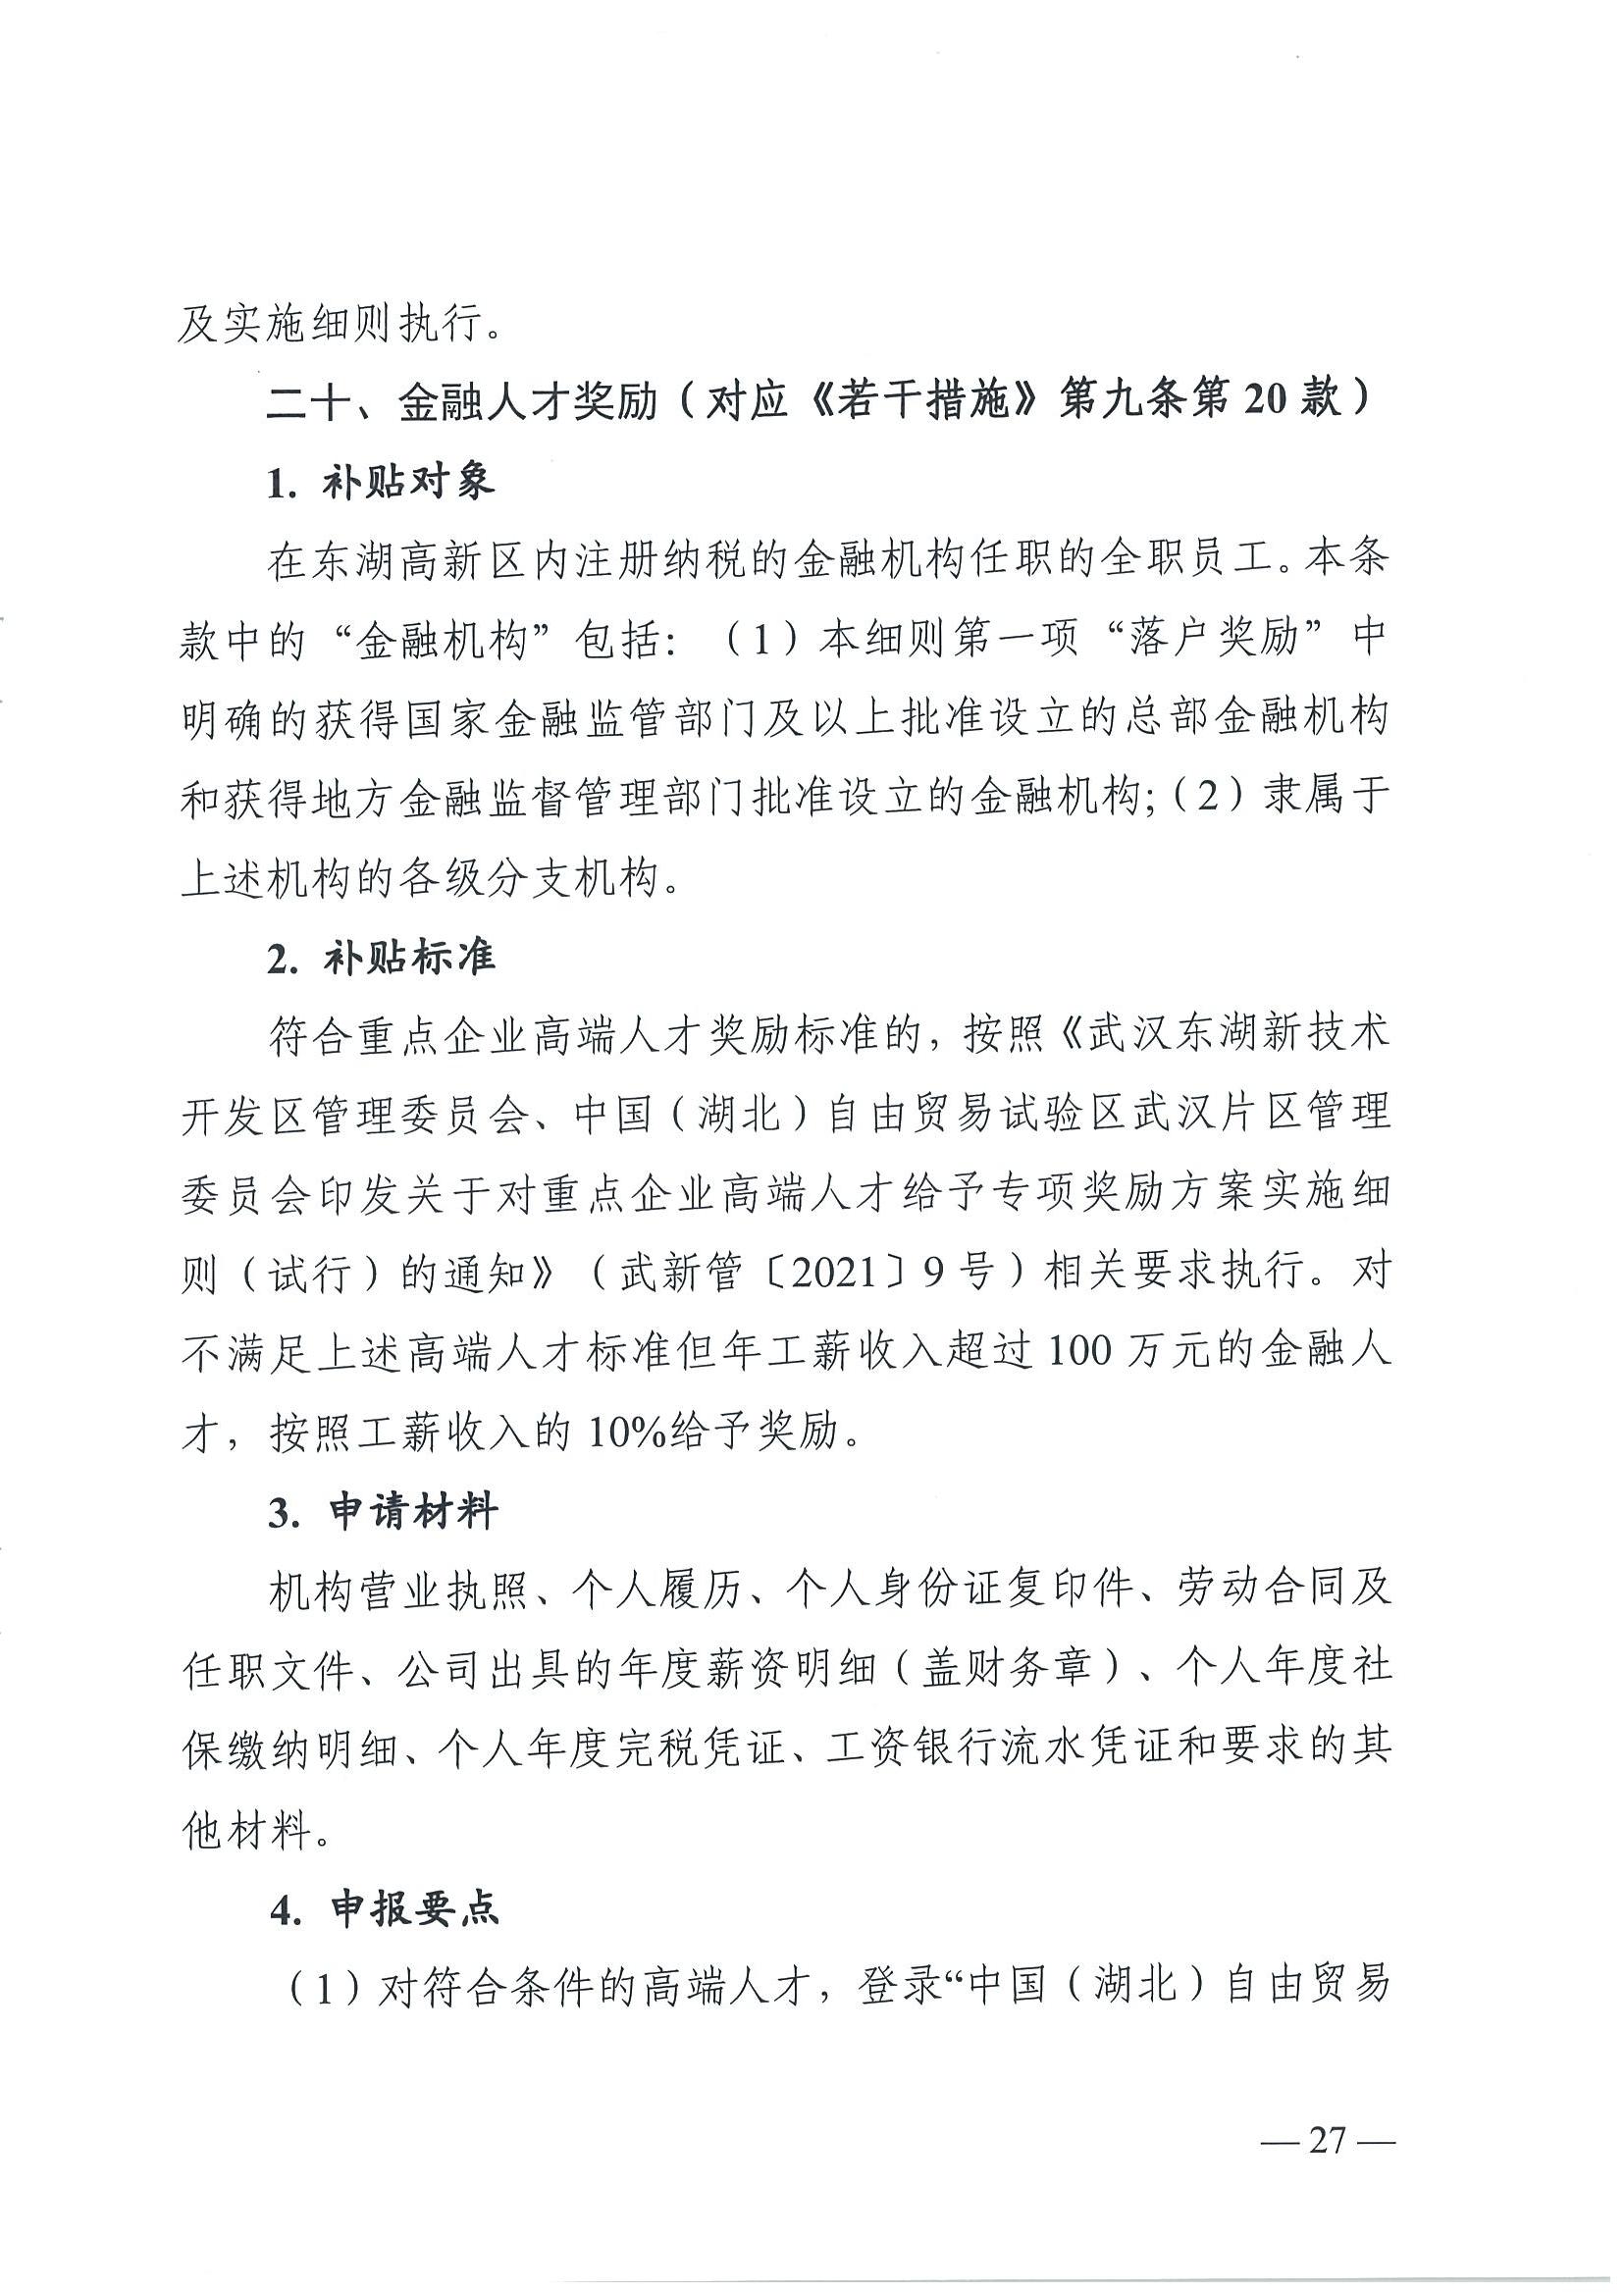 及实施细则执行。
二十、金融人才奖励（对应《若干措施》第九条第 20 款）
1. 补贴对象
在东湖高新区内注册纳税的金融机构任职的全职员工。本条
款中的“金融机构”包括：（1）本细则第一项“落户奖励”中
明确的获得国家金融监管部门及以上批准设立的总部金融机构
和获得地方金融监督管理部门批准设立的金融机构;（2）隶属于
上述机构的各级分支机构。
2. 补贴标准
符合重点企业高端人才奖励标准的，按照《武汉东湖新技术
开发区管理委员会、中国（湖北）自由贸易试验区武汉片区管理
委员会印发关于对重点企业高端人才给予专项奖励方案实施细
则（试行）的通知》（武新管〔2021〕9 号）相关要求执行。对
不满足上述高端人才标准但年工薪收入超过 100 万元的金融人
才，按照工薪收入的 10%给予奖励。
3. 申请材料
机构营业执照、个人履历、个人身份证复印件、劳动合同及
任职文件、公司出具的年度薪资明细（盖财务章）、个人年度社
保缴纳明细、个人年度完税凭证、工资银行流水凭证和要求的其
他材料。
4. 申报要点
（1）对符合条件的高端人才，登录“中国（湖北）自由贸易
— 27 —